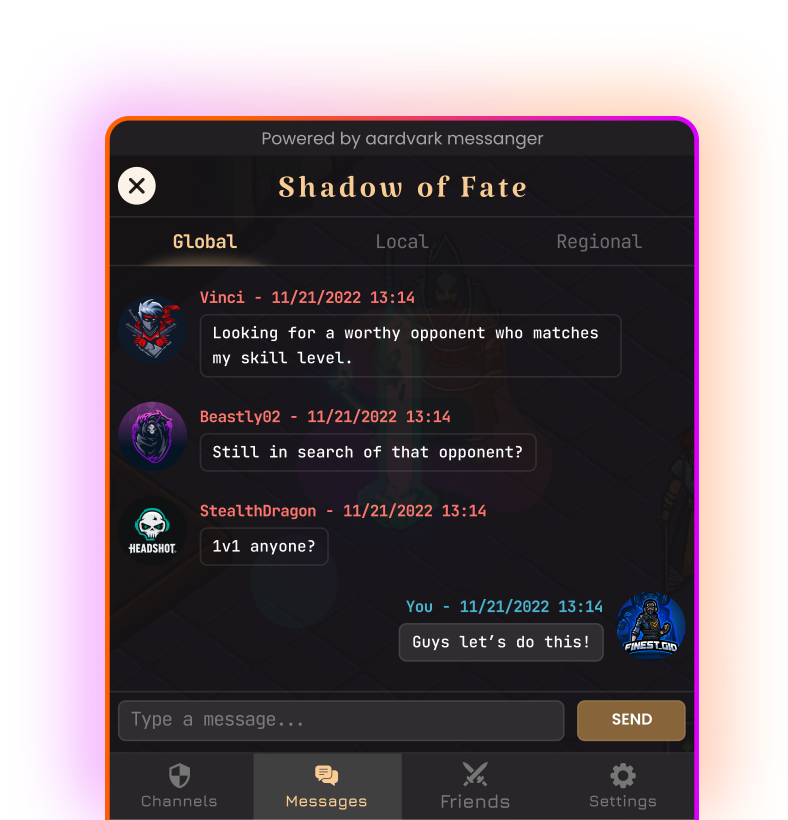 Powered by aardvark messanger
Shadow of Fate
Global Local Regional
Vinci - 11/21/2022 13:14
Looking for a worthy opponent who matches
my skill level.
Beastly02 - 11/21/2022 13:14
Still in search of that opponent?
StealthDragon - 11/21/2022 13:14
HEADSHOT.
1v1 anyone?
You - 11/21/2022 13:14
Guys let’s do this!
FINEST.GIO
Type a message...
SEND
Channels Messages Friends Settings